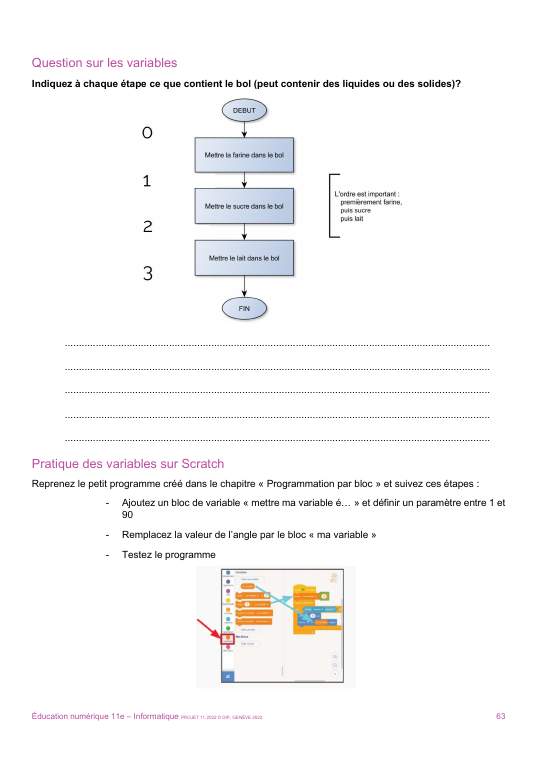 Question sur les variables
Indiquez à chaque étape ce que contient le bol (peut contenir des liquides ou des solides)?
DEBUT
0
Mettre la farine dans le bol
1
Mettre le sucre dans le bol
L'ordre est important :
premièrement farine,
puis sucre
puis lait
2
Mettre le lait dans le bol
3
FIN
Pratique des variables sur Scratch
Reprenez le petit programme créé dans le chapitre « Programmation par bloc » et suivez ces étapes :
- Ajoutez un bloc de variable « mettre ma variable é… » et définir un paramètre entre 1 et
90
- Remplacez la valeur de l'angle par le bloc « ma variable »
- Testez le programme
Éducation numérique 11e – Informatique PROJET 11.2022 © DIP, GENÈVE 2022
63